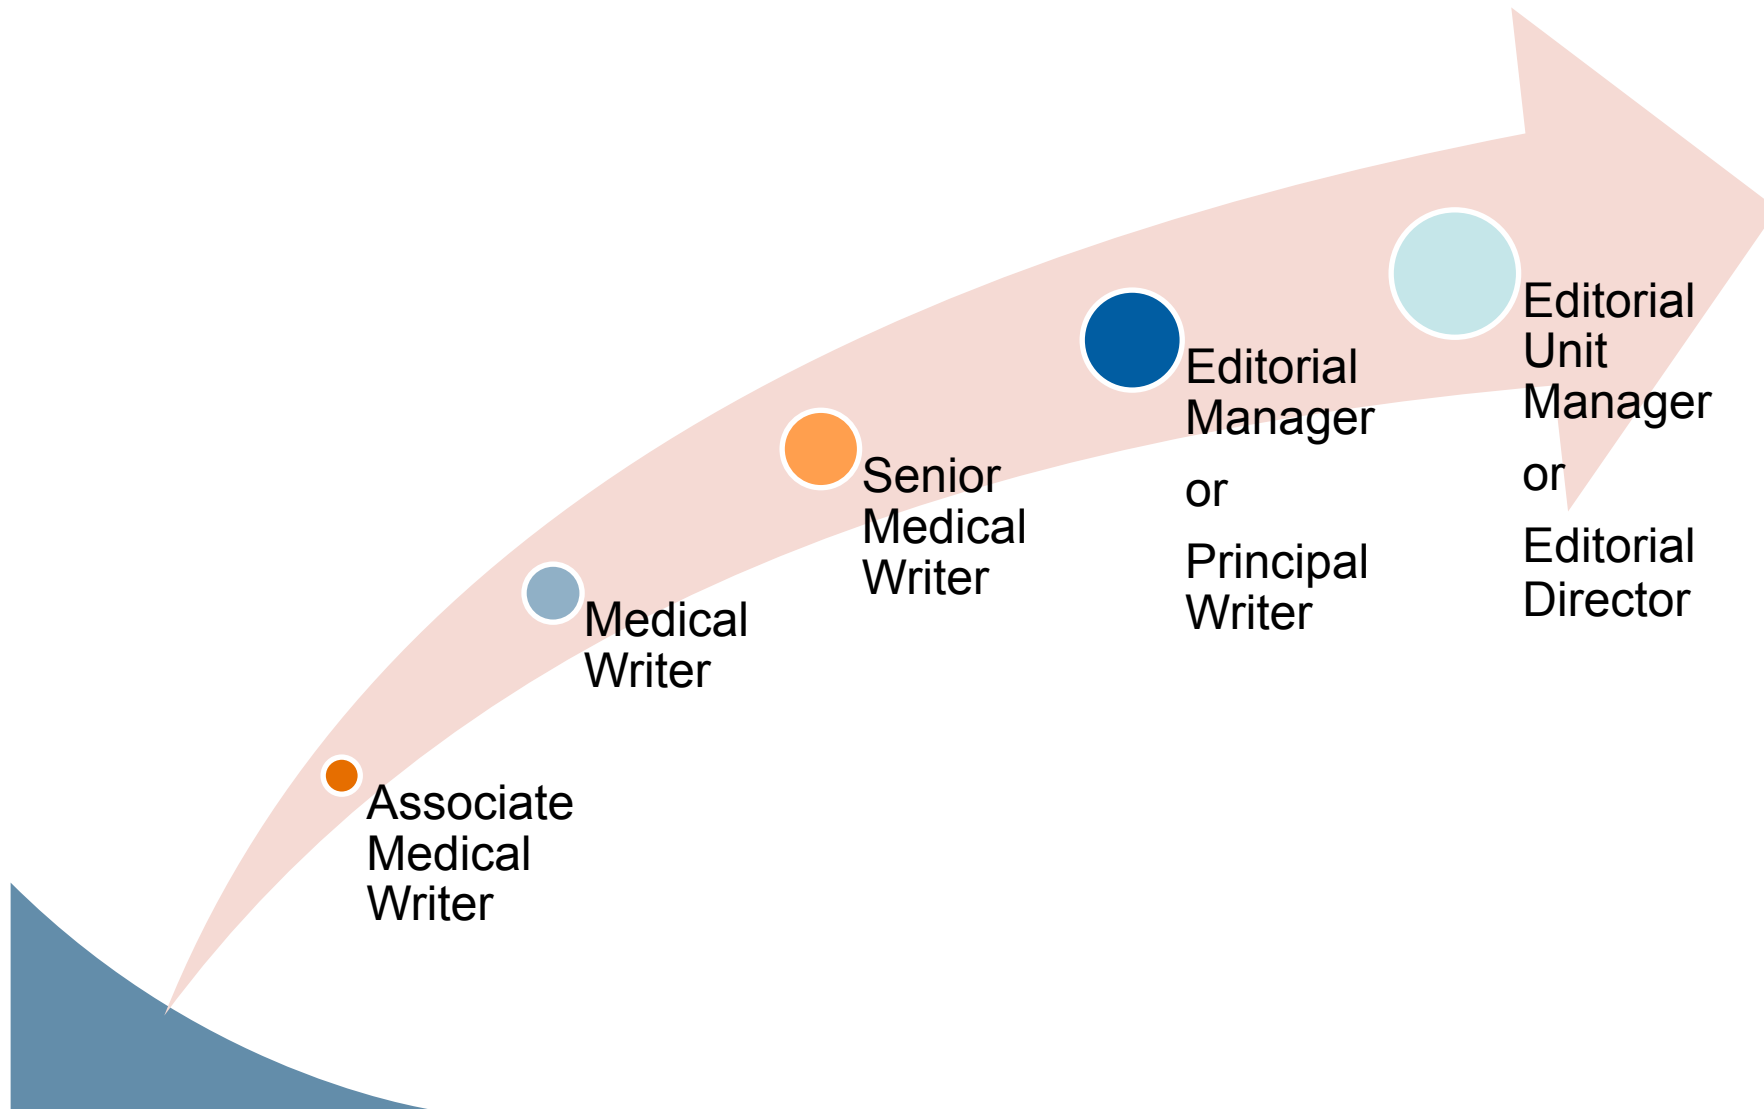 Associate
Medical
Writer
Medical
Writer
Senior
Medical
Writer
Editorial
Manager
or
Principal
Writer
Editorial
Unit
Manager
or
Editorial
Director